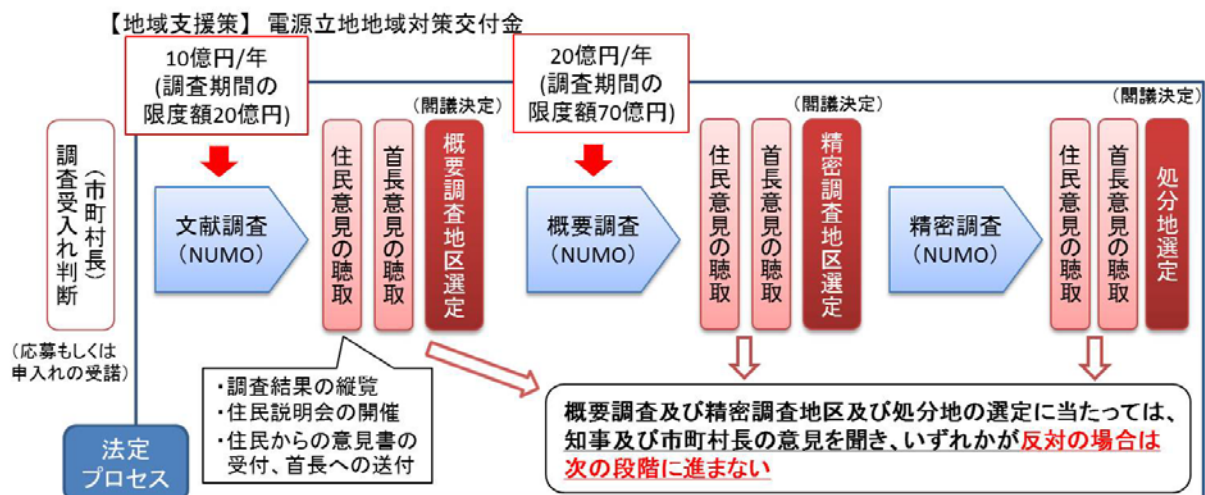 【地域支援策】 電源立地地域対策交付金
10億円/年
(調査期間の
限度額20億円)
20億円/年
(調査期間の
限度額70億円)
(閣議決定)
(閣議決定)
(閣議決定)
(市町村長)
調査受入れ判断
文献調査
(NUMO)
住民意見の聴取
首長意見の聴取
概要調査地区選定
概要調査
(NUMO)
住民意見の聴取
首長意見の聴取
精密調査地区選定
精密調査
(NUMO)
住民意見の聴取
首長意見の聴取
処分地選定
(応募もしくは
申入れの受諾)
・調査結果の縦覧
・住民説明会の開催
・住民からの意見書の
受付、首長への送付
概要調査及び精密調査地区及び処分地の選定に当たっては、
知事及び市町村長の意見を聞き、いずれかが反対の場合は
次の段階に進まない
法定
プロセス